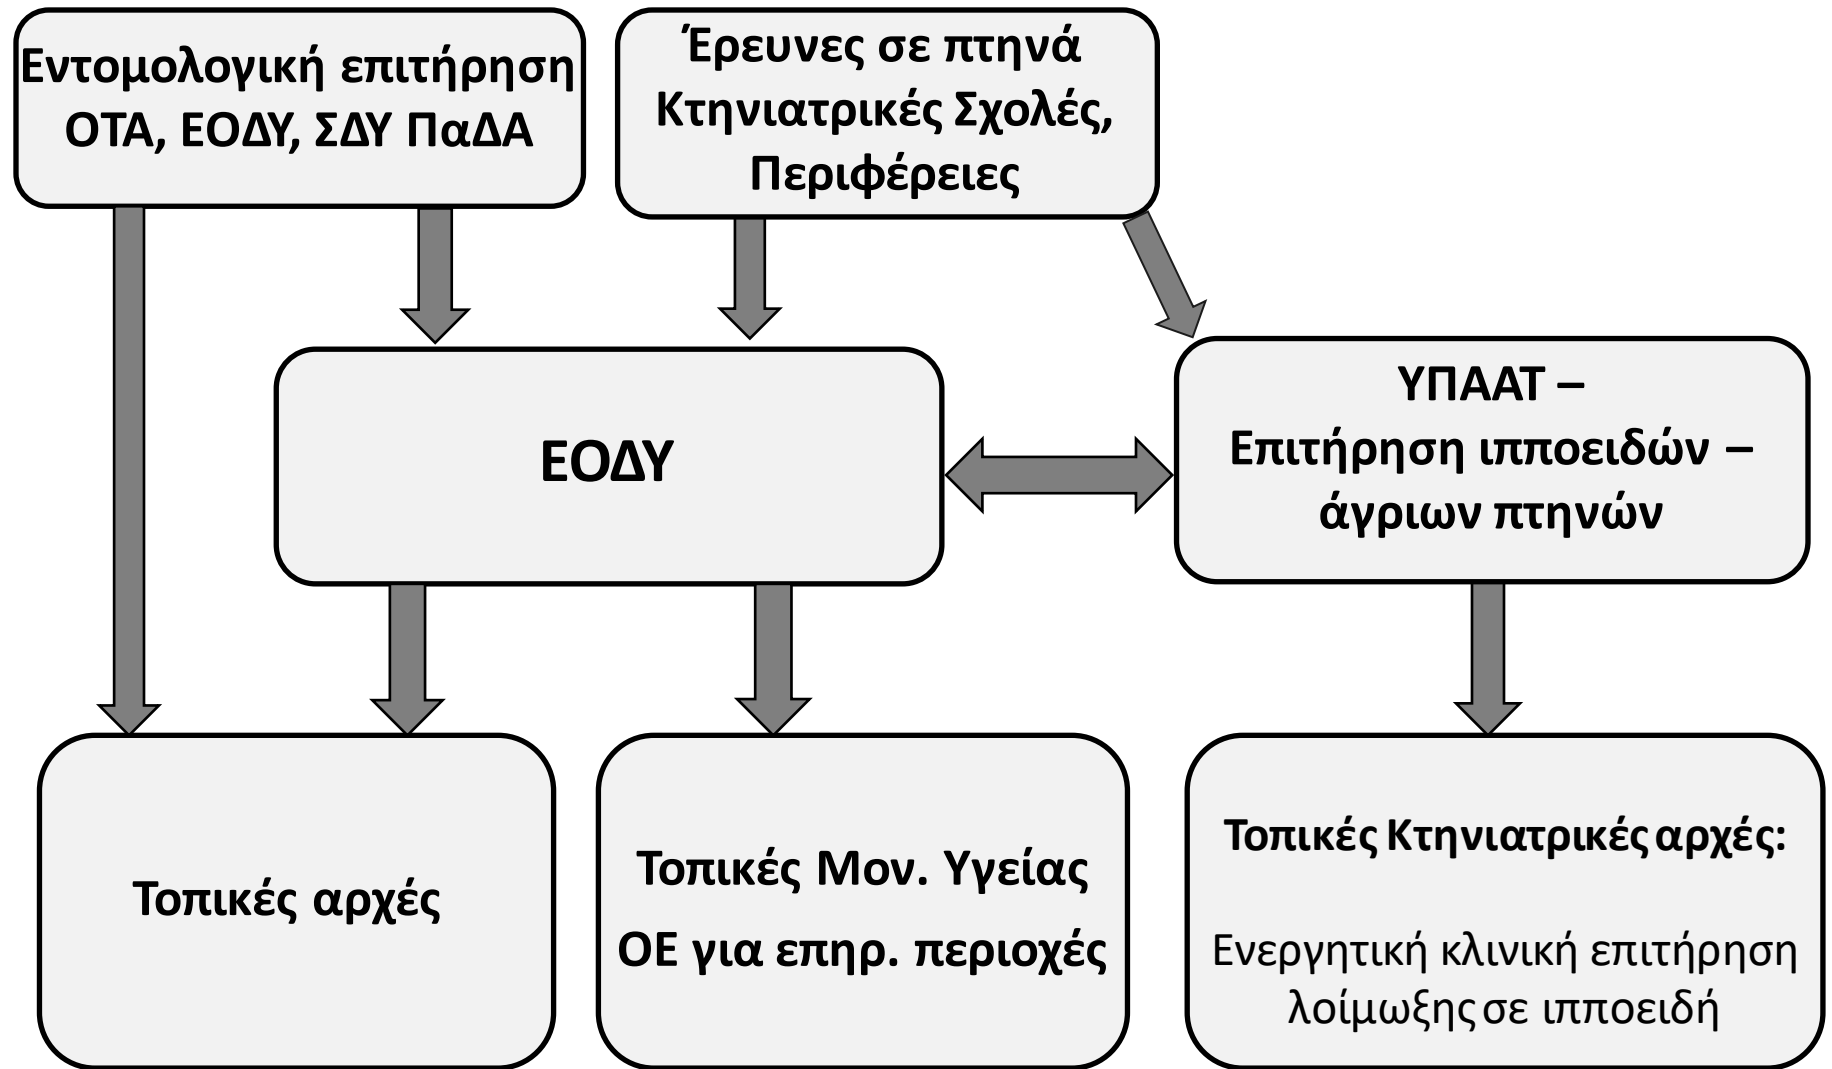 Εντομολογική επιτήρηση
ΟΤΑ, ΕΟΔΥ, ΣΔΥ ΠαΔΑ
Έρευνες σε πτηνά
Κτηνιατρικές Σχολές,
Περιφέρειες
ΕΟΔΥ
ΥΠΑΑΤ –
Επιτήρηση ιπποειδών –
άγριων πτηνών
Τοπικές αρχές
Τοπικές Μον. Υγείας
ΟΕ για επηρ. περιοχές
Τοπικές Κτηνιατρικές αρχές:
Ενεργητική κλινική επιτήρηση
λοίμωξης σε ιπποειδή